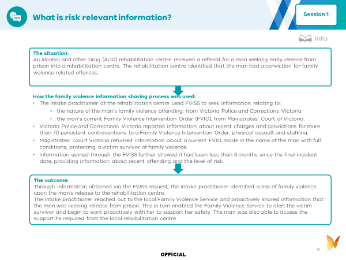 What is risk relevant information?
Session 1
Info
The situation:
An Alcohol and other Drug (AOD) rehabilitation centre received a referral for a man seeking early release from
prison into a rehabilitation centre. The rehabilitation centre identified that the man had a conviction for family
violence related offences.
How the family violence information sharing process was used:
• The intake practitioner at the rehabilitation centre used FVISS to seek information relating to:
• the nature of the man's family violence offending; from Victoria Police and Corrections Victoria
• the man's current Family Violence Intervention Order (FVIO), from Magistrates' Court of Victoria.
• Victoria Police and Corrections Victoria reported information about recent charges and convictions for more
than 70 persistent contraventions to a Family Violence Intervention Order, physical assault and stalking.
• Magistrates' Court Victoria returned information about a current FVIO, made in the name of the man with full
conditions, protecting a victim survivor of family violence.
• Information gained through the FVISS further showed it had been less than 8 months since the final incident
date, providing information about recent offending and the level of risk.
The outcome:
Through information obtained via the FVISS request, the intake practitioner identified a risk of family violence
upon the man's release to the rehabilitation centre.
The intake practitioner reached out to the local Family Violence Service and proactively shared information that
the man was seeking release from prison. This in turn enabled the Family Violence Service to alert the victim
survivor and begin to work proactively with her to support her safety. The man was also able to access the
support he required from the local rehabilitation centre.
OFFICIAL